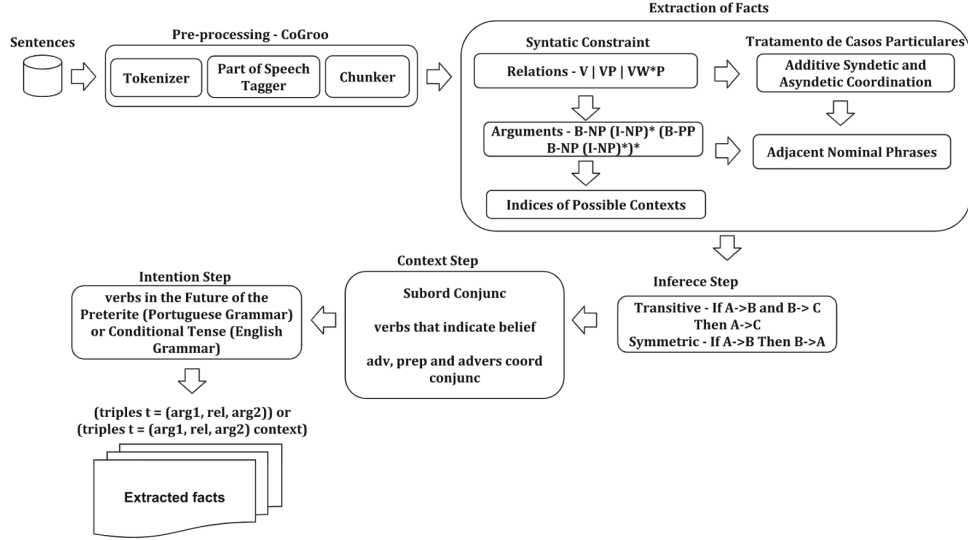 Sentences
Pre-processing - CoGroo
Tokenizer
Part of Speech
Tagger
Chunker
Extraction of Facts
Syntatic Constraint
Relations - V | VP | VW*P
Arguments - B-NP (I-NP)* (B-PP
B-NP (I-NP)*)*
Indices of Possible Contexts
Tratamento de Casos Particulares
Additive Syndetic and
Asyndetic Coordination
Adjacent Nominal Phrases
Inferece Step
Transitive - If A->B and B-> C
Then A->C
Symmetric - If A->B Then B->A
Context Step
Subord Conjunc
verbs that indicate belief
adv, prep and advers coord
conjunc
Intention Step
verbs in the Future of the
Preterite (Portuguese Grammar)
or Conditional Tense (English
Grammar)
(triples t = (arg1, rel, arg2)) or
(triples t = (arg1, rel, arg2) context)
Extracted facts